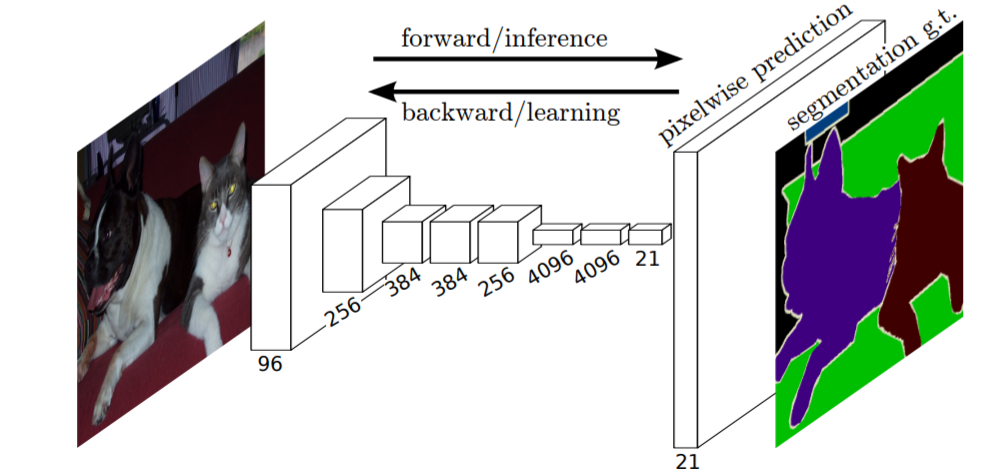 forward/inference
backward/learning
pixelwise prediction
segmentation g.t.
96
256
384
384
256
4096
4096
21
21